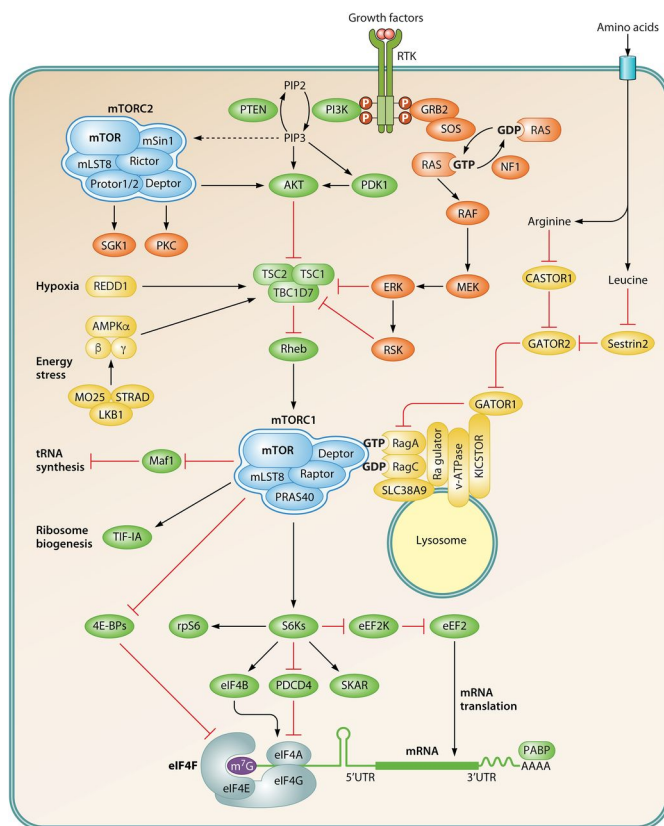 Growth factors
Amino acids
RTK
PIP2
PTEN
PI3K
P
P
P
P
GRB2
SOS
mTORC2
mTOR
mSin1
mLST8
Rictor
Protor1/2
Deptor
PIP3
GDP
RAS
RAS
GTP
NF1
AKT
PDK1
RAF
SGK1
PKC
Arginine
TSC2
TSC1
TBC1D7
Hypoxia
REDD1
ERK
MEK
CASTOR1
Leucine
AMPKα
β
γ
Energy
stress
MO25
STRAD
LKB1
Rheb
RSK
GATOR2
Sestrin2
GATOR1
mTORC1
mTOR
Deptor
mLST8
Raptor
PRAS40
GTP
RagA
GDP
RagC
SLC38A9
Ra gulator
v-ATPase
KICSTOR
tRNA
synthesis
Maf1
Lysosome
Ribosome
biogenesis
TIF-IA
4E-BPs
rpS6
S6Ks
eEF2K
eEF2
eIF4B
PDCD4
SKAR
mRNA
translation
eIF4F
m7G
eIF4A
eIF4E
eIF4G
5'UTR
mRNA
3'UTR
PABP
AAAA